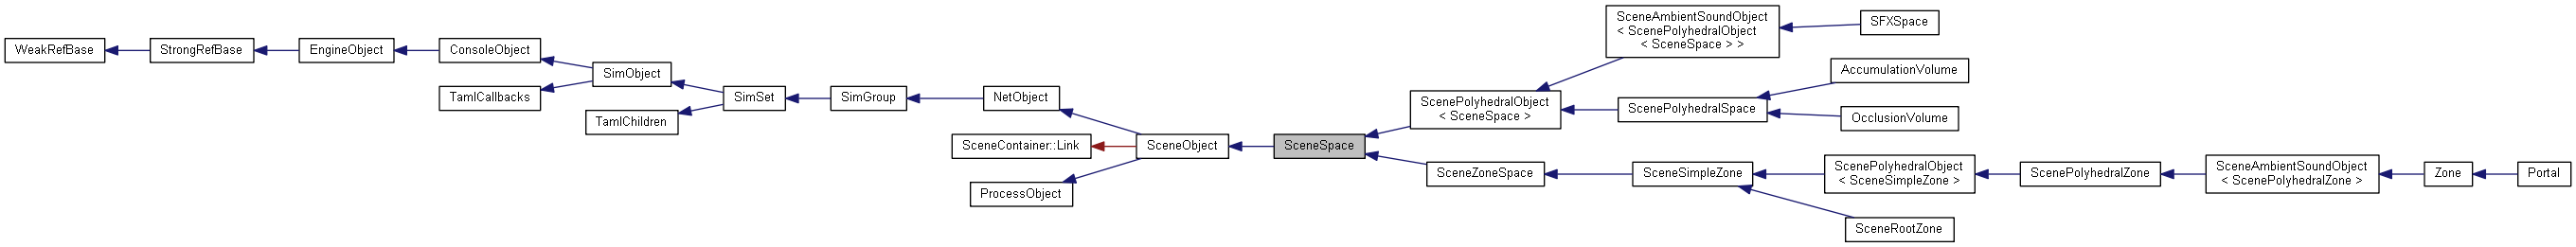 WeakRefBase
StrongRefBase
EngineObject
ConsoleObject
TamlCallbacks
SimObject
TamlChildren
SimSet
SimGroup
NetObject
SceneContainer::Link
ProcessObject
SceneObject
SceneSpace
ScenePolyhedralObject
< SceneSpace >
SceneZoneSpace
SceneAmbientSoundObject
< ScenePolyhedralObject
< SceneSpace > >
ScenePolyhedralSpace
SceneSimpleZone
SFXSpace
AccumulationVolume
OcclusionVolume
ScenePolyhedralObject
< SceneSimpleZone >
SceneRootZone
ScenePolyhedralZone
SceneAmbientSoundObject
< ScenePolyhedralZone >
Zone
Portal